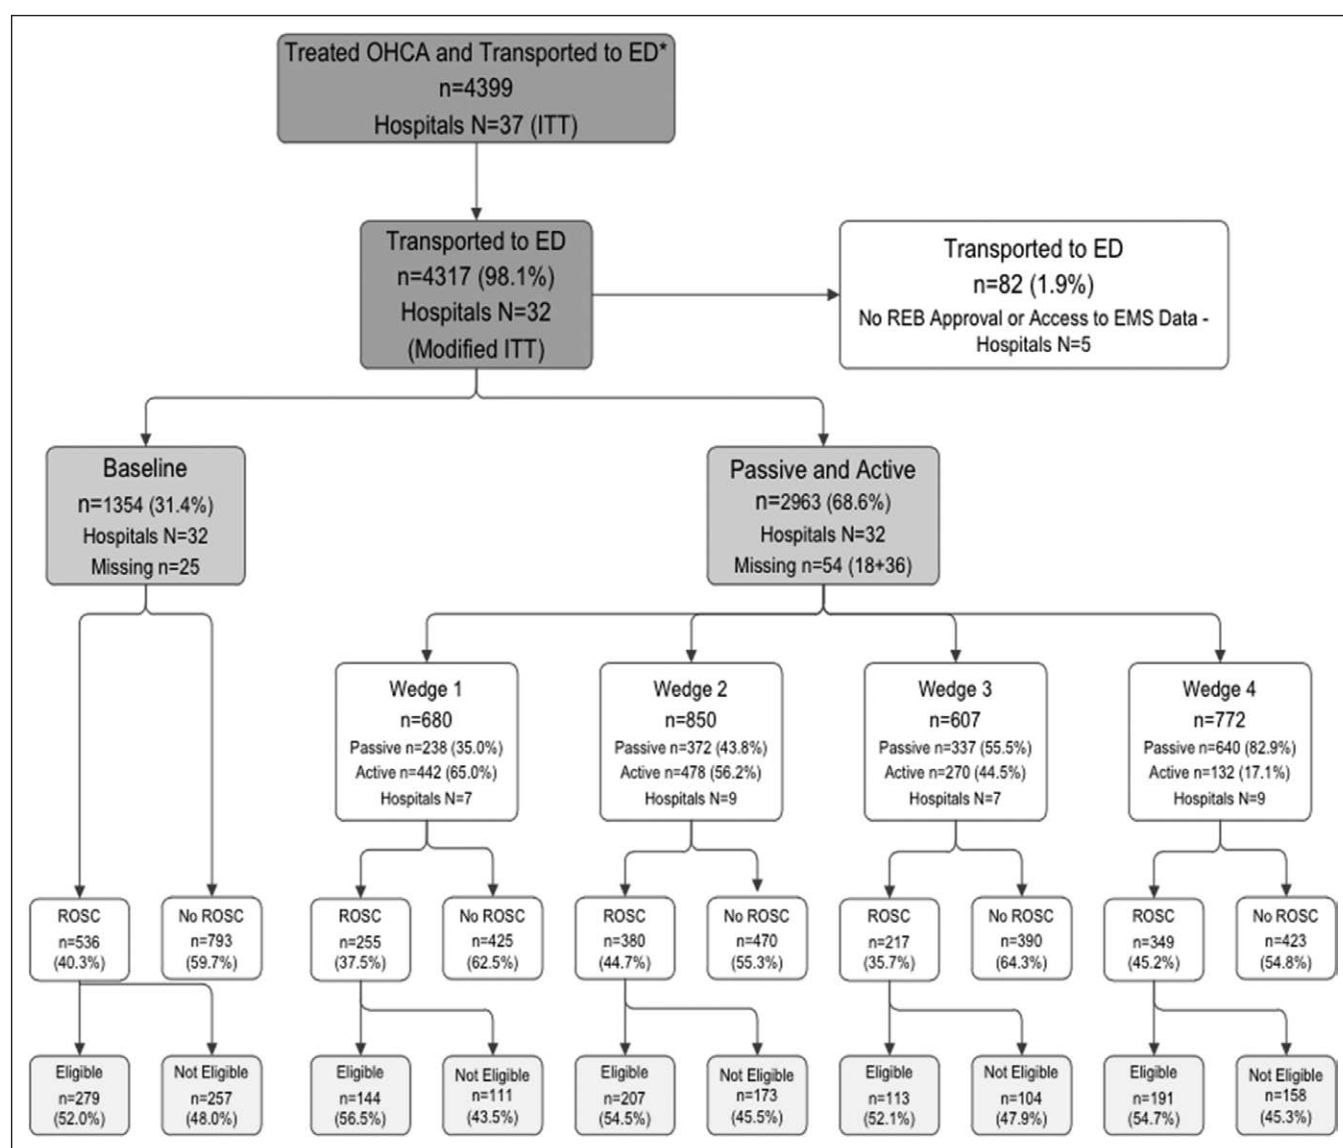 Treated OHCA and Transported to ED*
n=4399
Hospitals N=37 (ITT)
Transported to ED
n=4317 (98.1%)
Hospitals N=32
(Modified ITT)
Transported to ED
n=82 (1.9%)
No REB Approval or Access to EMS Data -
Hospitals N=5
Baseline
n=1354 (31.4%)
Hospitals N=32
Missing n=25
Passive and Active
n=2963 (68.6%)
Hospitals N=32
Missing n=54 (18+36)
Wedge 1
n=680
Passive n=238 (35.0%)
Active n=442 (65.0%)
Hospitals N=7
Wedge 2
n=850
Passive n=372 (43.8%)
Active n=478 (56.2%)
Hospitals N=9
Wedge 3
n=607
Passive n=337 (55.5%)
Active n=270 (44.5%)
Hospitals N=7
Wedge 4
n=772
Passive n=640 (82.9%)
Active n=132 (17.1%)
Hospitals N=9
ROSC
n=536
(40.3%)
No ROSC
n=793
(59.7%)
ROSC
n=255
(37.5%)
No ROSC
n=425
(62.5%)
ROSC
n=380
(44.7%)
No ROSC
n=470
(55.3%)
ROSC
n=217
(35.7%)
No ROSC
n=390
(64.3%)
ROSC
n=349
(45.2%)
No ROSC
n=423
(54.8%)
Eligible
n=279
(52.0%)
Not Eligible
n=257
(48.0%)
Eligible
n=144
(56.5%)
Not Eligible
n=111
(43.5%)
Eligible
n=207
(54.5%)
Not Eligible
n=173
(45.5%)
Eligible
n=113
(52.1%)
Not Eligible
n=104
(47.9%)
Eligible
n=191
(54.7%)
Not Eligible
n=158
(45.3%)